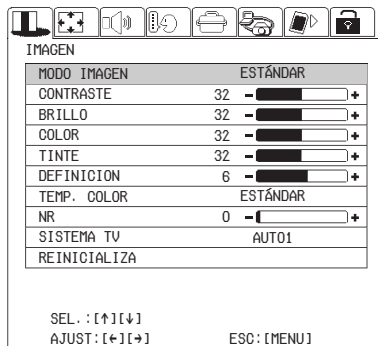 IMAGEN
MODO IMAGEN ESTÁNDAR
CONTRASTE 32 - +
BRILLO 32 - +
COLOR 32 - +
TINTE 32 - +
DEFINICION 6 - +
TEMP. COLOR ESTÁNDAR
NR 0 - +
SISTEMA TV AUTO1
REINICIALIZA
SEL.:[↑][↓]
AJUST:[←][→] ESC:[MENU]